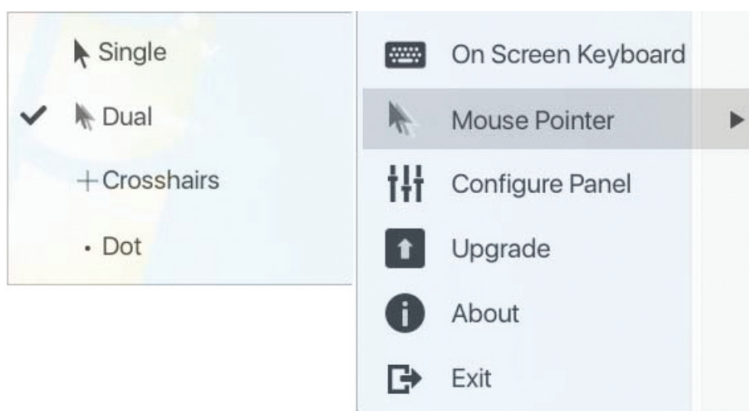 Single
Dual
Crosshairs
Dot
On Screen Keyboard
Mouse Pointer
Configure Panel
Upgrade
About
Exit